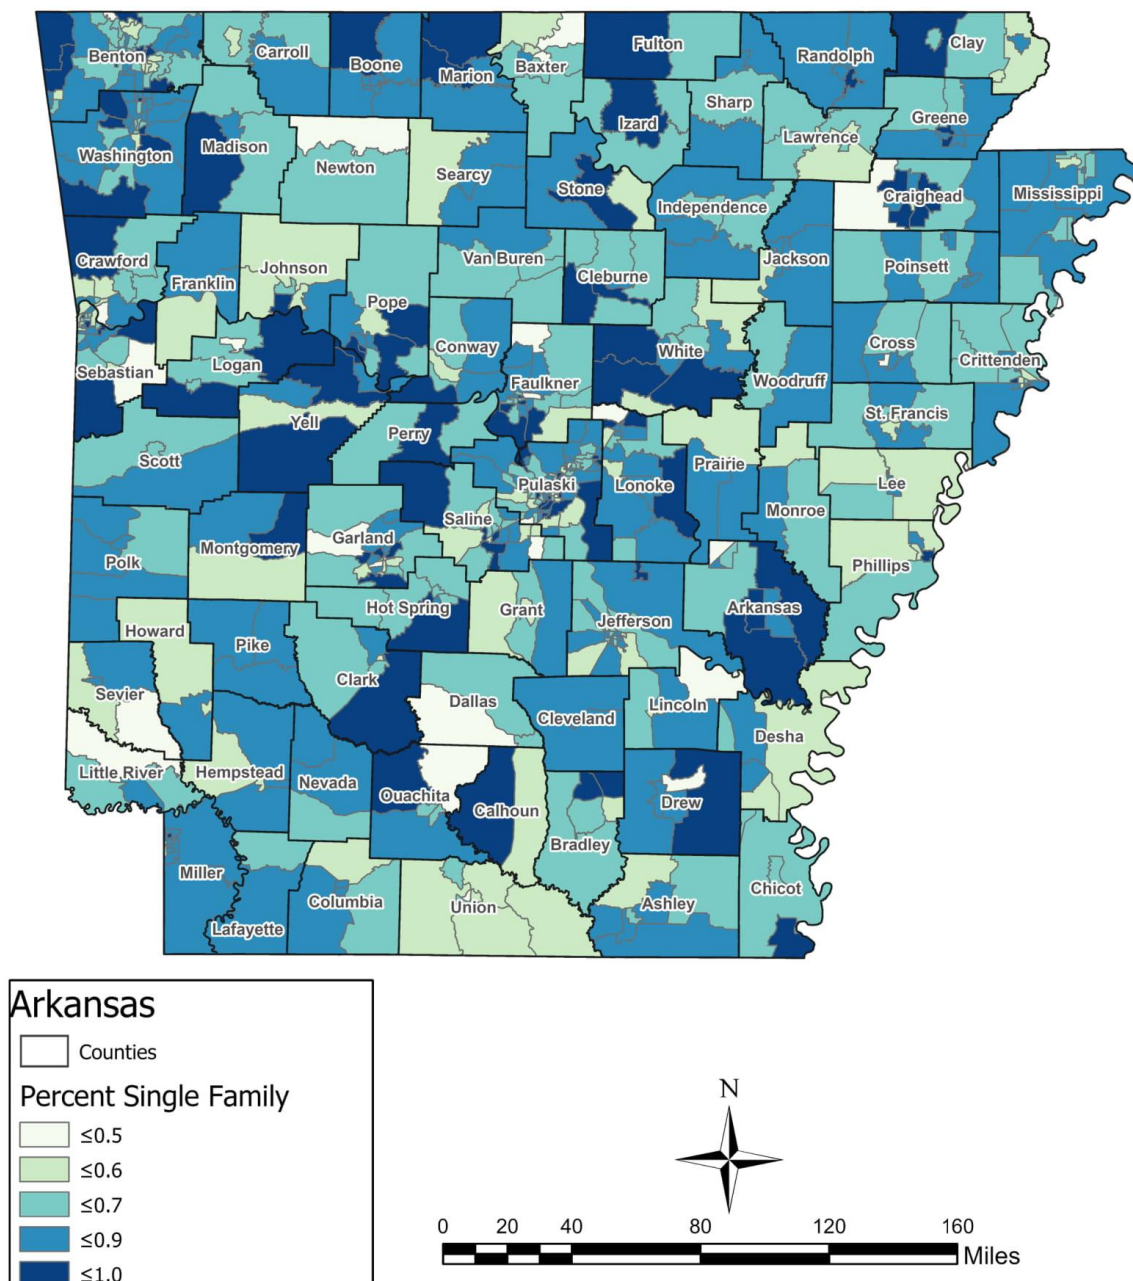 Fulton
Clay
Carroll
Benton
Boone
Randolph
Baxter
Marion
Sharp
Izard
Greene
Lawrence
Madison
Washington
Newton
Searcy
Stone
Craighead
Mississippi
Independence
Van Buren
Jackson
Crawford
Johnson
Cleburne
Poinsett
Franklin
Pope
Conway
White
Cross
Crittenden
Logan
Sebastian
Faulkner
Woodruff
St. Francis
Yell
Perry
Scott
Prairie
Pulaski
Lonoke
Lee
Monroe
Saline
Garland
Montgomery
Polk
Phillips
Hot Spring
Grant
Arkansas
Jefferson
Howard
Pike
Clark
Sevier
Dallas
Lincoln
Cleveland
Desha
Little River
Hempstead
Nevada
Ouachita
Calhoun
Drew
Bradley
Miller
Chicot
Columbia
Union
Ashley
Lafayette
Arkansas
Counties
Percent Single Family
≤0.5
≤0.6
≤0.7
≤0.9
≤1.0
N
0 20 40 80 120 160
Miles